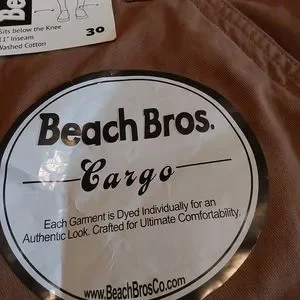 Be
Sits below the Knee
11" Inseam
Washed Cotton
30
Beach Bros.
Cargo
Each Garment is Dyed Individually for an
Authentic Look. Crafted for Ultimate Comfortability.
www.BeachBrosCo.com